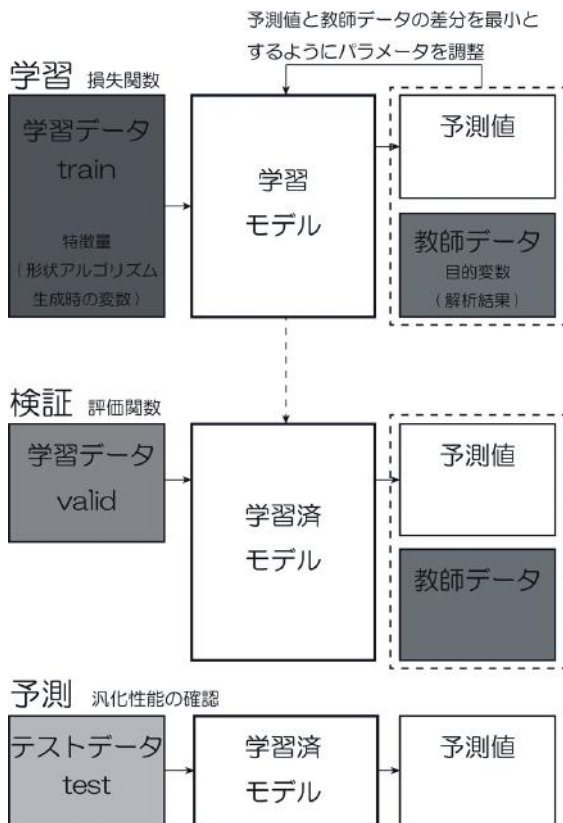 予測値と教師データの差分を最小と
するようにパラメータを調整
学習 損失関数
学習データ
train
特徴量
(形状アルゴリズム
生成時の変数)
学習
モデル
予測値
教師データ
目的変数
(解析結果)
検証 評価関数
学習データ
valid
学習済
モデル
予測値
教師データ
予測 汎化性能の確認
テストデータ
test
学習済
モデル
予測値